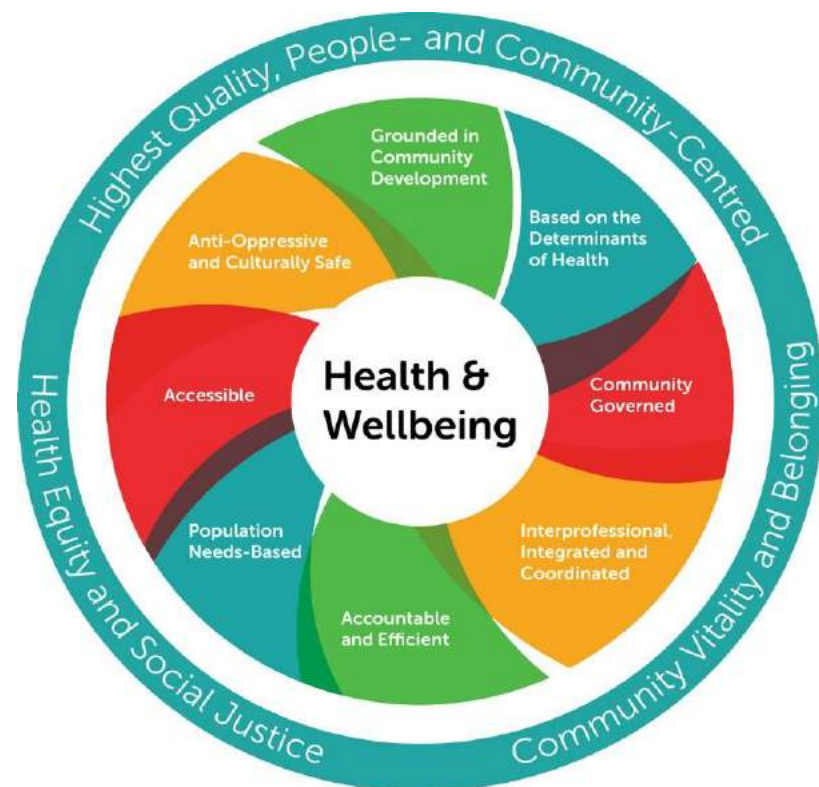 Highest Quality, People- and Community-Centred
Grounded in
Community
Development
Based on the
Determinants
of Health
Anti-Oppressive
and Culturally Safe
Accessible
Health &
Wellbeing
Community
Governed
Population
Needs-Based
Interprofessional,
Integrated and
Coordinated
Accountable
and Efficient
Health Equity and Social Justice
Community Vitality and Belonging